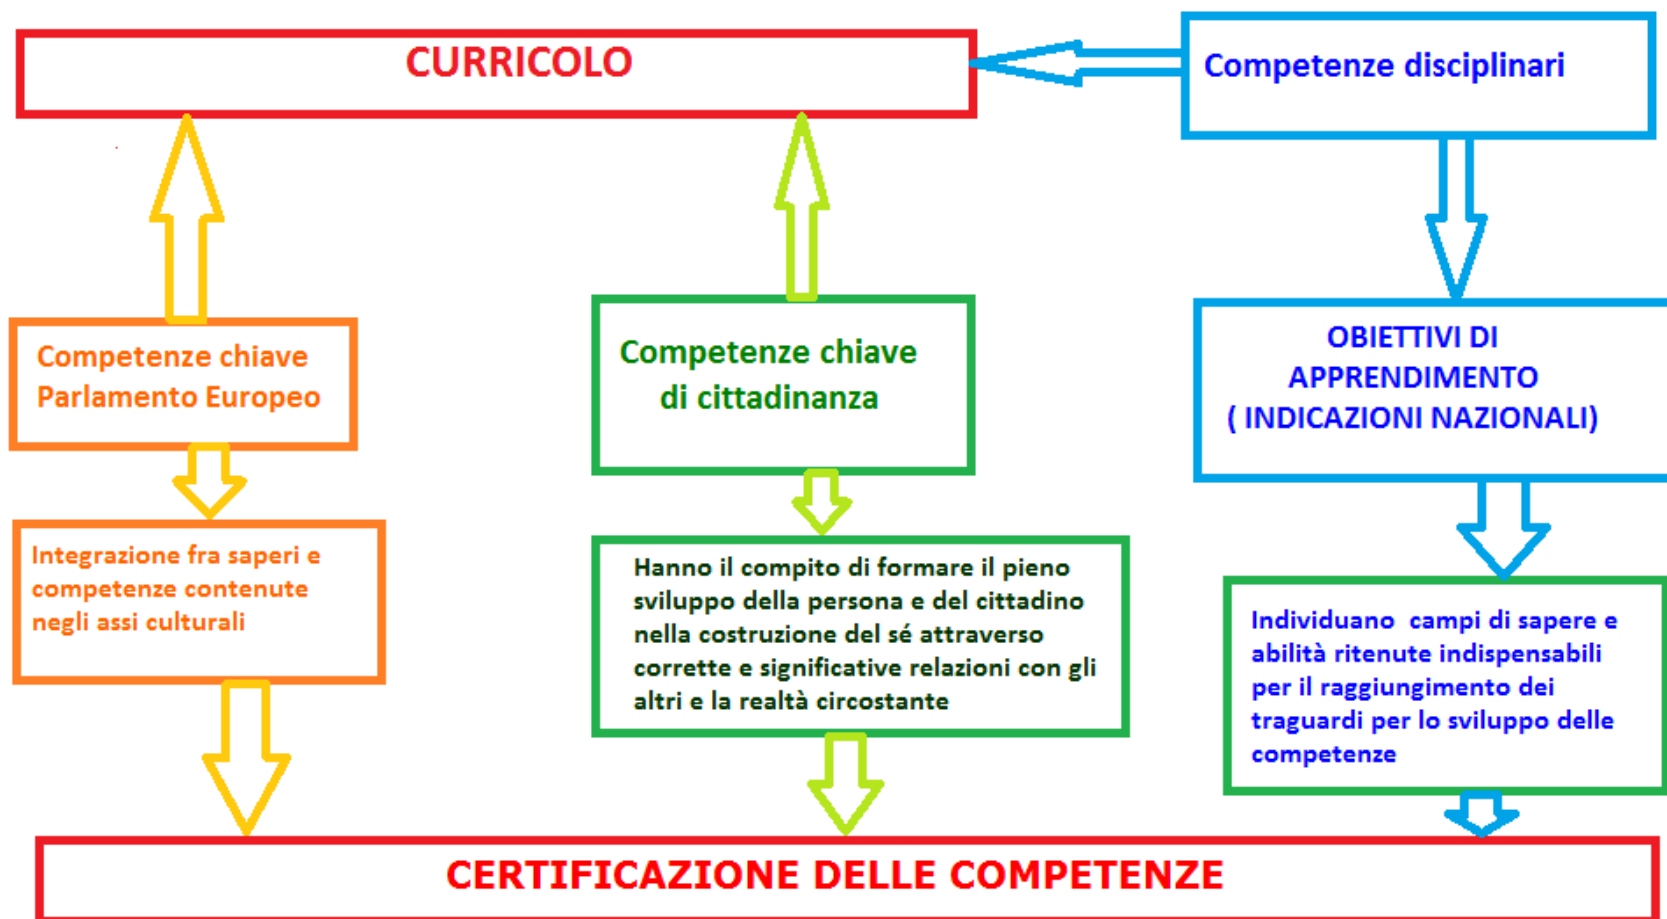 CURRICOLO
Competenze disciplinari
Competenze chiave
Parlamento Europeo
Competenze chiave
di cittadinanza
OBIETTIVI DI
APPRENDIMENTO
( INDICAZIONI NAZIONALI)
Integrazione fra saperi e
competenze contenute
negli assi culturali
Hanno il compito di formare il pieno
sviluppo della persona e del cittadino
nella costruzione del sé attraverso
corrette e significative relazioni con gli
altri e la realtà circostante
Individuano campi di sapere e
abilità ritenute indispensabili
per il raggiungimento dei
traguardi per lo sviluppo delle
competenze
CERTIFICAZIONE DELLE COMPETENZE